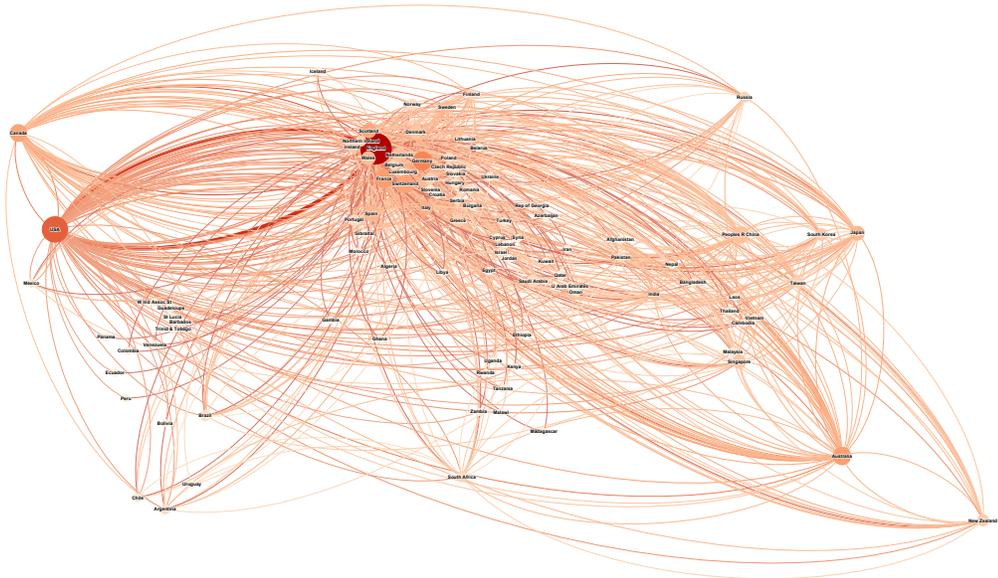 Iceland
Finland
Russia
Norway
Sweden
Canada
Scotland
Denmark
Northern Ireland
Lithuania
Ireland
England
Belarus
Wales
Netherlands
Germany
Poland
Belgium
Czech Republic
Luxembourg
Slovakia
France
Austria
Ukraine
Switzerland
Hungary
Slovenia
Romania
Croatia
Serbia
Italy
Bulgaria
Rep of Georgia
Spain
Azerbaijan
Portugal
Greece
Turkey
USA
Gibraltar
Cyprus
Syria
Afghanistan
Peoples R China
South Korea
Japan
Lebanon
Morocco
Israel
Iran
Jordan
Pakistan
Kuwait
Algeria
Libya
Egypt
Nepal
Qatar
Mexico
Saudi Arabia
Bangladesh
Taiwan
U Arab Emirates
Oman
India
Laos
W Ind Assoc St
Guadeloupe
Thailand
St Lucia
Gambia
Vietnam
Barbados
Cambodia
Trinid & Tobago
Panama
Ghana
Ethiopia
Venezuela
Colombia
Malaysia
Uganda
Singapore
Kenya
Ecuador
Rwanda
Tanzania
Peru
Zambia
Malawi
Brazil
Bolivia
Madagascar
Australia
South Africa
Uruguay
Chile
Argentina
New Zealand